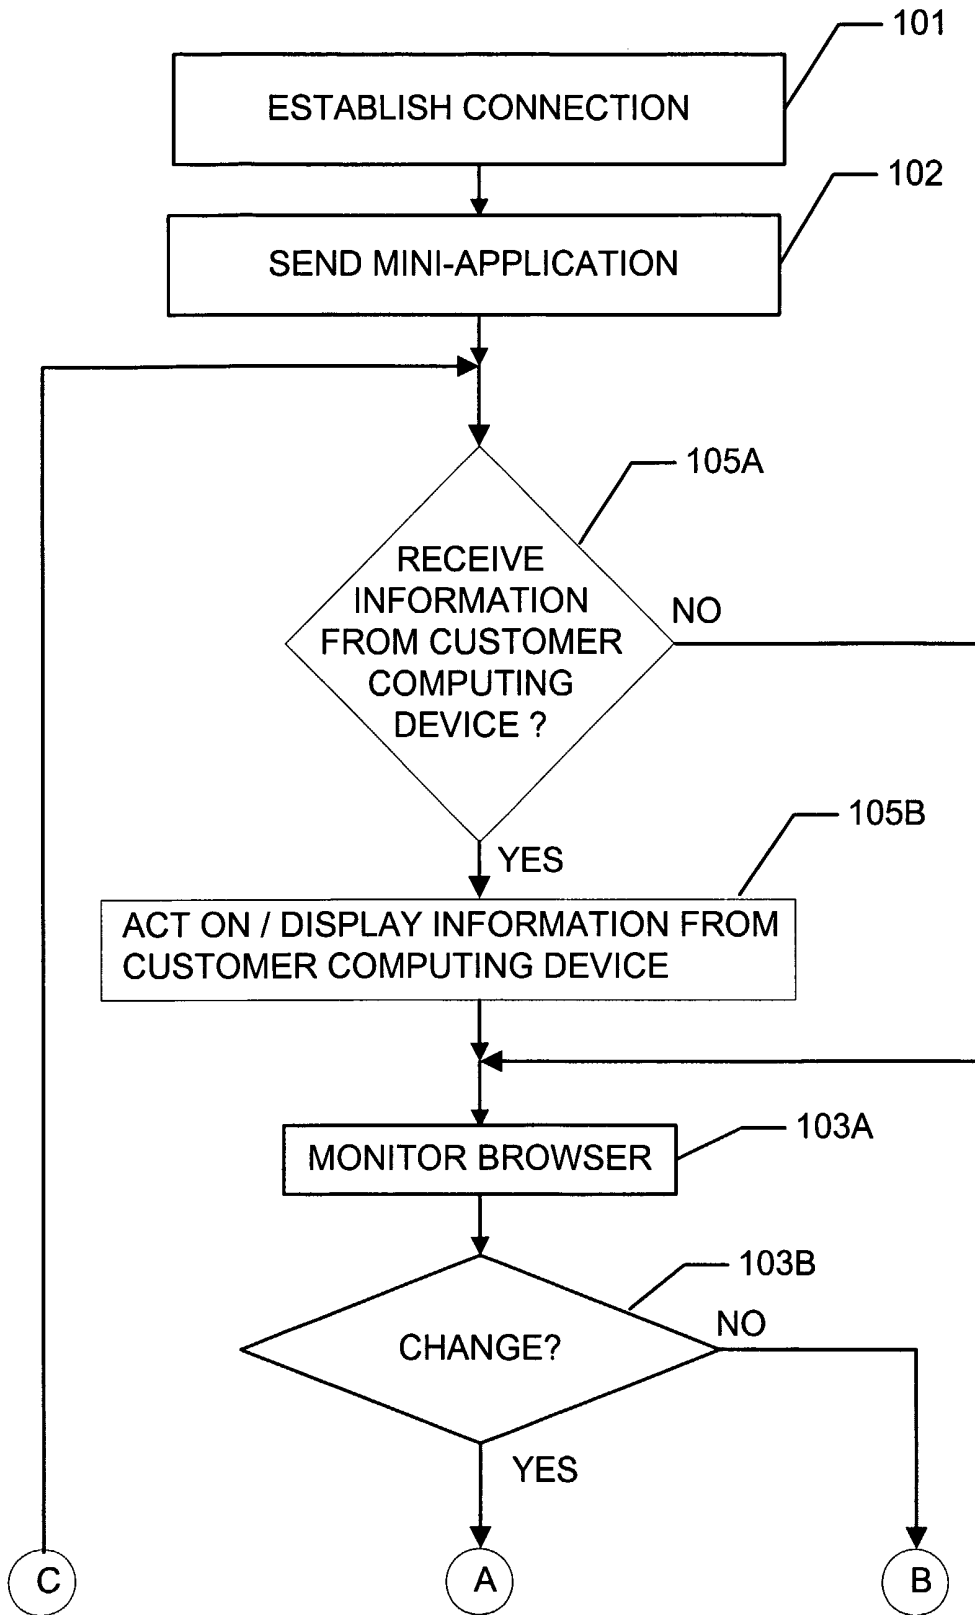 101
ESTABLISH CONNECTION
102
SEND MINI-APPLICATION
105A
RECEIVE
INFORMATION
FROM CUSTOMER
COMPUTING
DEVICE ?
NO
105B
YES
ACT ON / DISPLAY INFORMATION FROM
CUSTOMER COMPUTING DEVICE
103A
MONITOR BROWSER
103B
NO
CHANGE?
YES
C
A
B